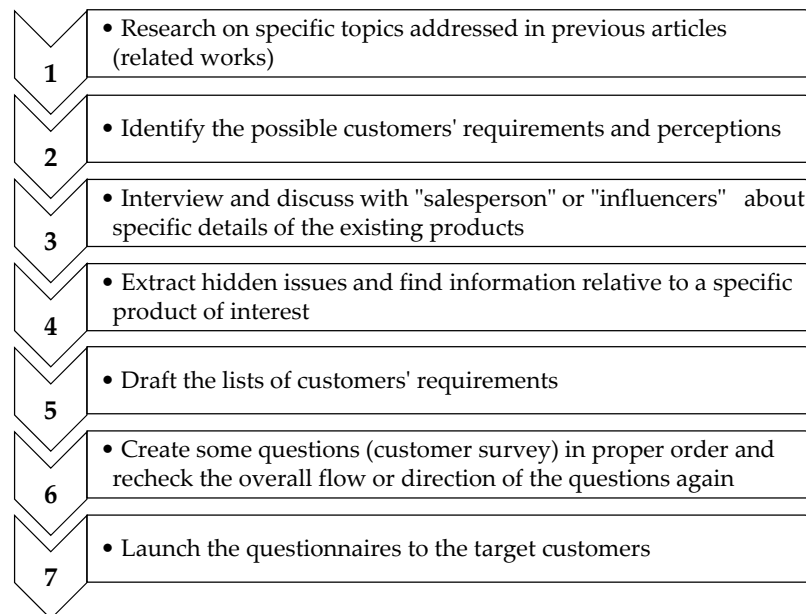 1
• Research on specific topics addressed in previous articles
(related works)
2
• Identify the possible customers' requirements and perceptions
3
• Interview and discuss with "salesperson" or "influencers" about
specific details of the existing products
4
• Extract hidden issues and find information relative to a specific
product of interest
5
• Draft the lists of customers' requirements
6
• Create some questions (customer survey) in proper order and
recheck the overall flow or direction of the questions again
7
• Launch the questionnaires to the target customers